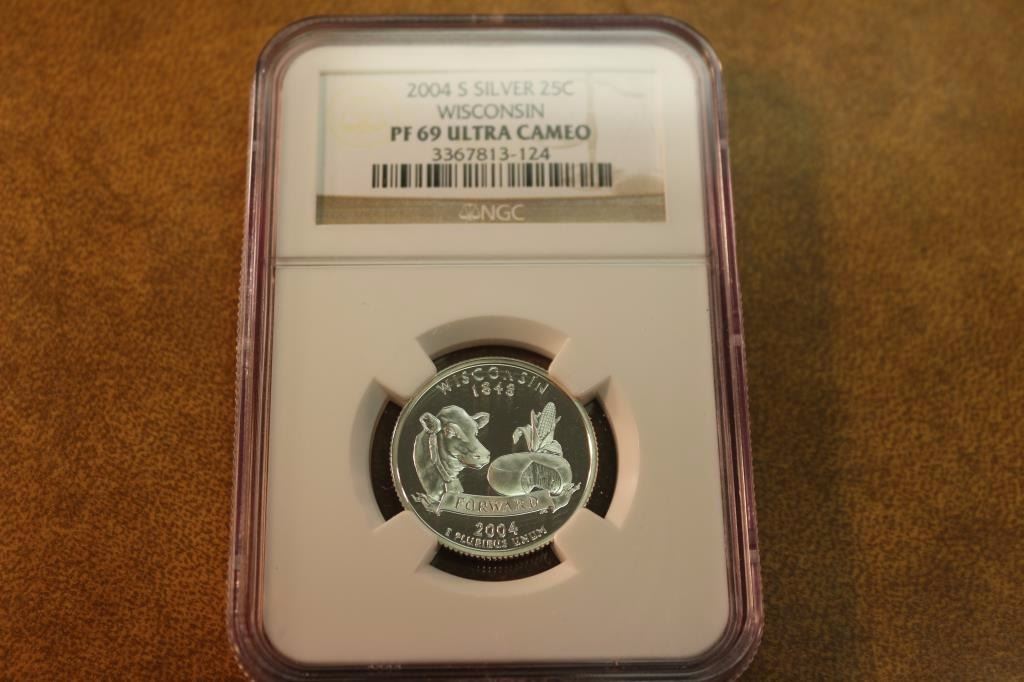 2004 S SILVER 25C
WISCONSIN
PF 69 ULTRA CAMEO
3367813-124
NGC
WISCONSIN
1848
FORWARD
2004
E PLURIBUS UNUM